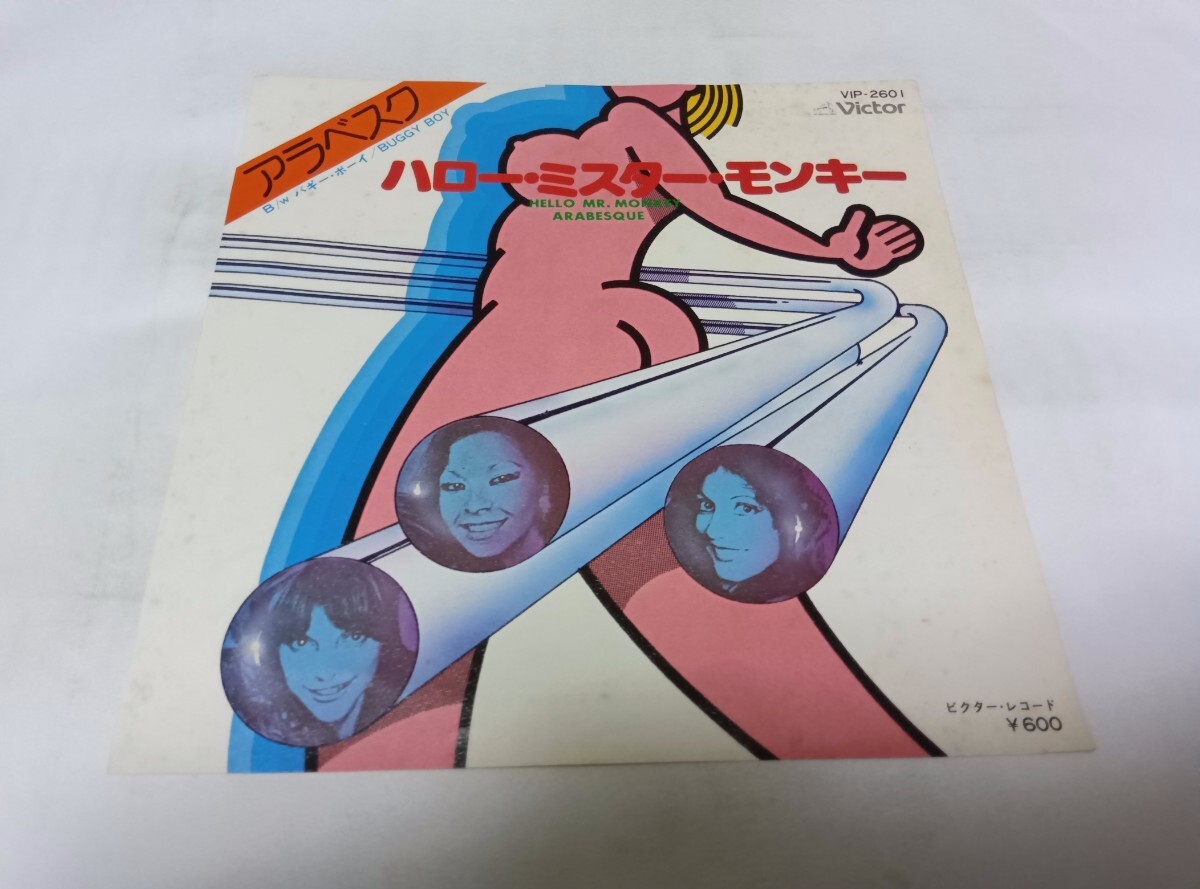 アラベスク
B/W バギー・ボーイ/BUGGY BOY
VIP-2601
Victor
ハロー・ミスター・モンキー
HELLO MR. MONKEY
ARABESQUE
ビクター・レコード
¥600